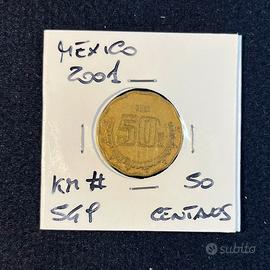 MEXICO
2001
50
KM #
549
50
CENTAVOS
subito